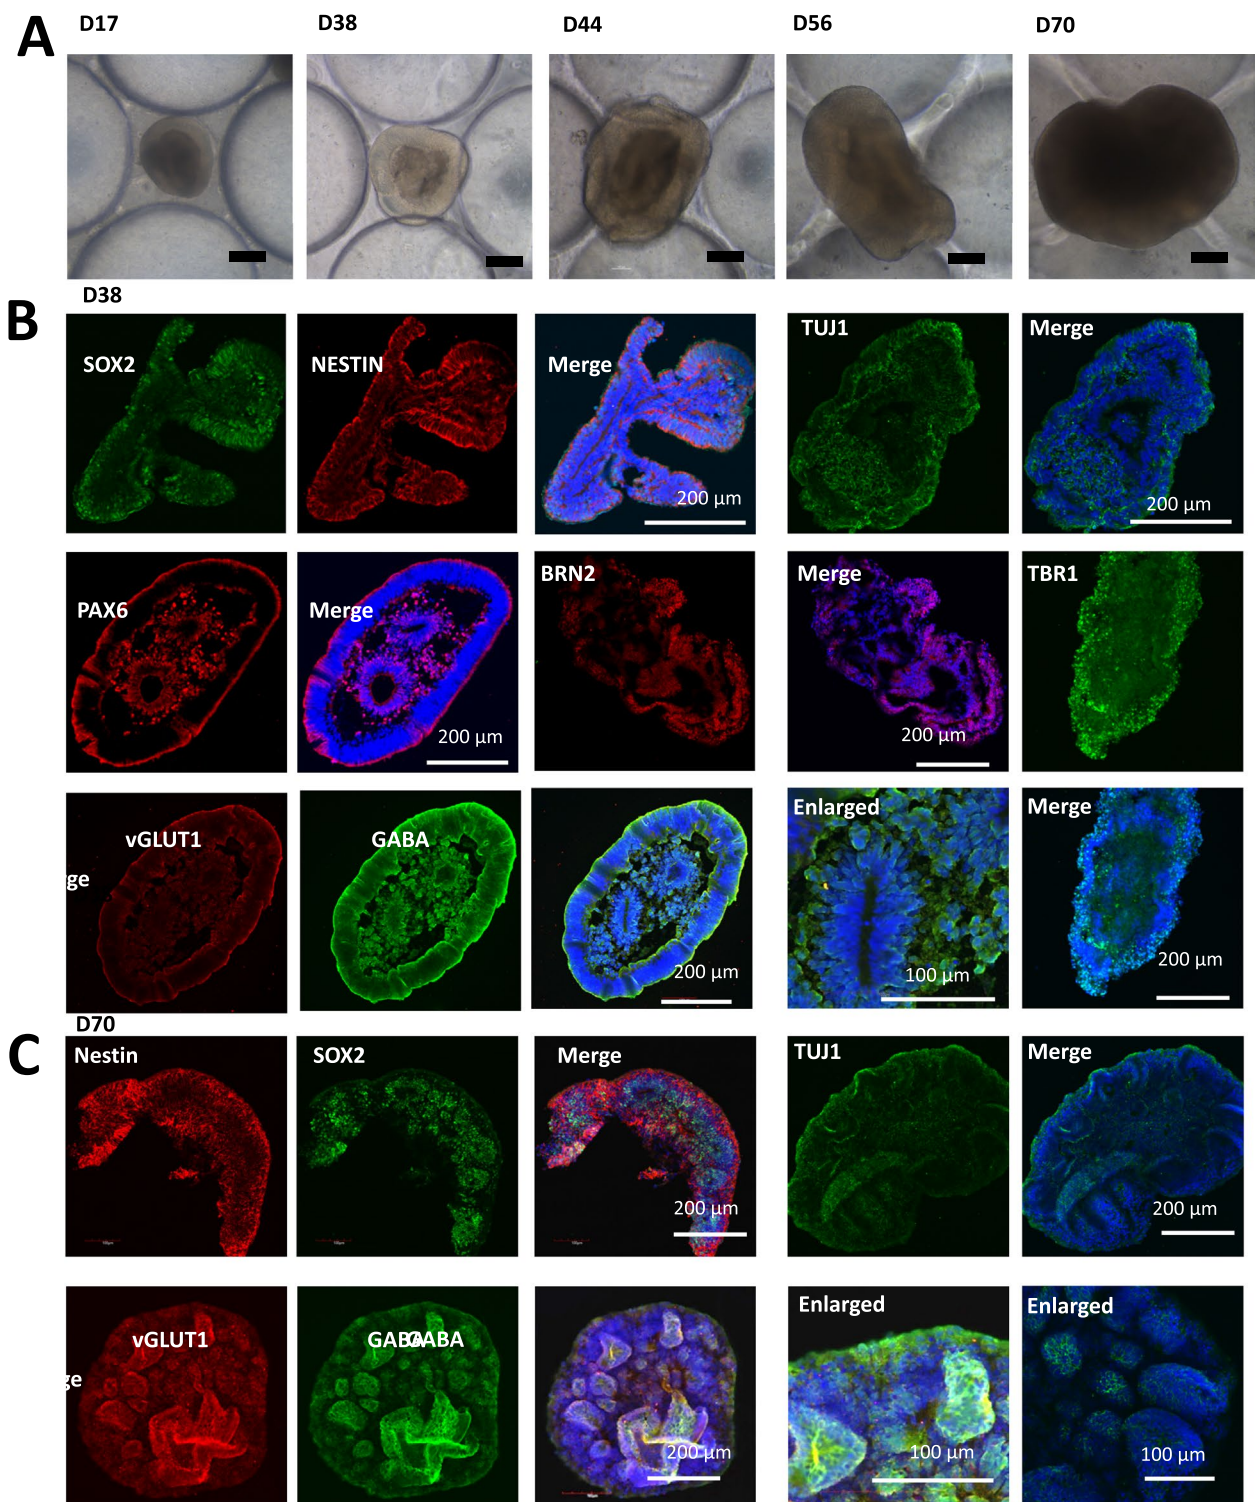 A
D17
D38
D44
D56
D70
D38
B
SOX2
NESTIN
Merge
200 µm
TUJ1
Merge
200 µm
PAX6
Merge
200 µm
BRN2
Merge
200 µm
TBR1
vGLUT1
ge
GABA
200 µm
Enlarged
100 µm
Merge
200 µm
D70
C
Nestin
SOX2
Merge
200 µm
TUJ1
Merge
200 µm
vGLUT1
ge
GABA
GABA
200 µm
Enlarged
100 µm
Enlarged
100 µm